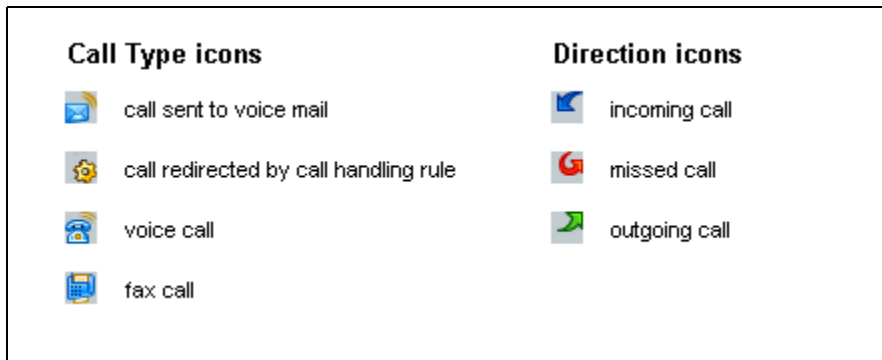 Call Type icons
call sent to voice mail
call redirected by call handling rule
voice call
fax call
Direction icons
incoming call
missed call
outgoing call